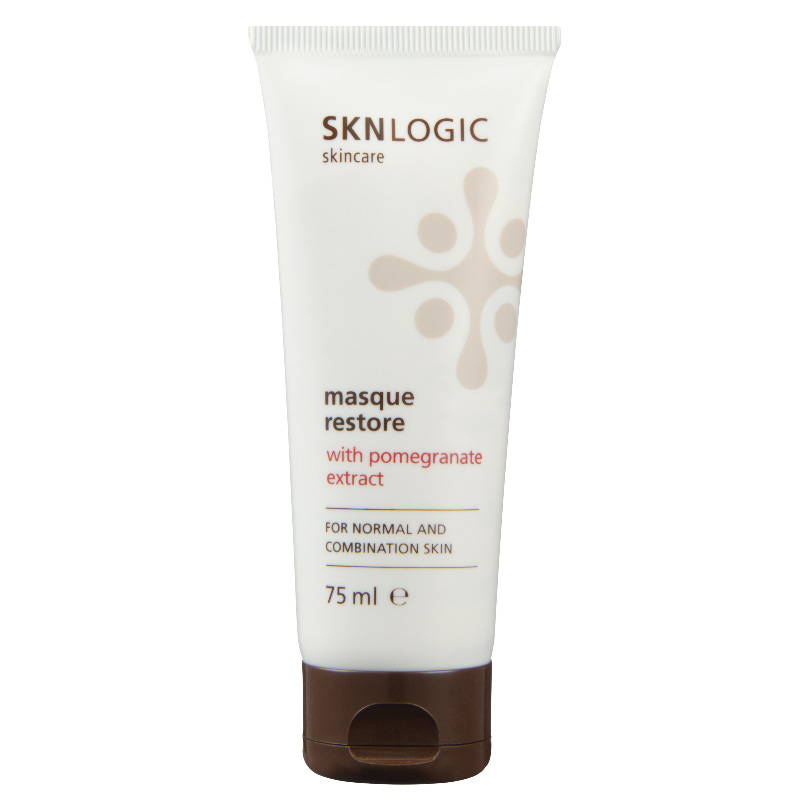 SKNLOGIC
skincare
masque
restore
with pomegranate
extract
FOR NORMAL AND
COMBINATION SKIN
75 ml ℮